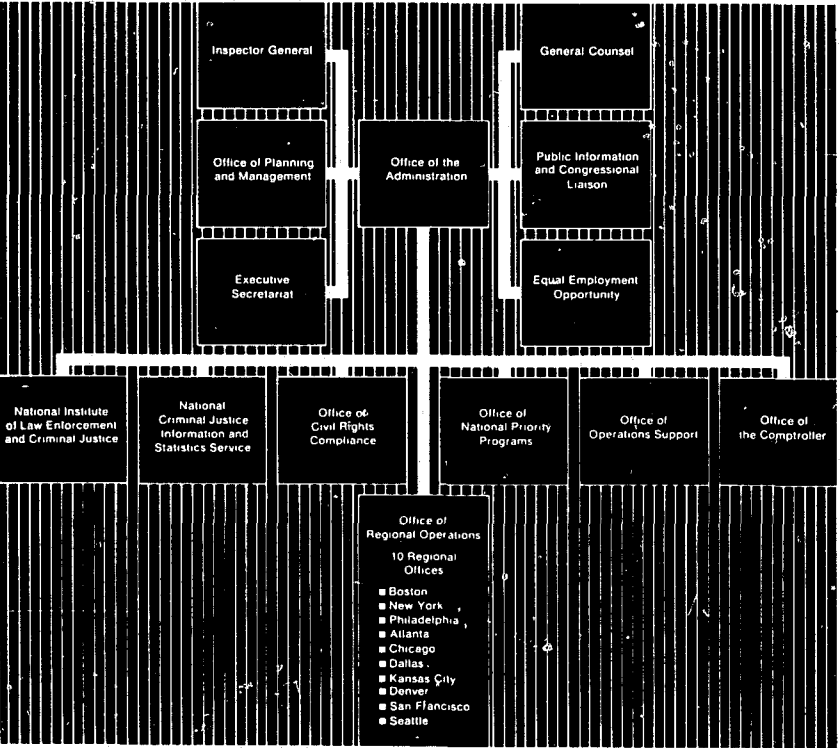 Inspector General
General Counsel
Office of Planning
and Management
Office of the
Administration
Public Information
and Congressional
Liaison
Executive
Secretariat
Equal Employment
Opportunity
National Institute
of Law Enforcement
and Criminal Justice
National
Criminal Justice
Information and
Statistics Service
Office of
Civil Rights
Compliance
Office of
National Priority
Programs
Office of
Operations Support
Office of
the Comptroller
Office of
Regional Operations
10 Regional
Offices
■ Boston
■ New York
■ Philadelphia
■ Atlanta
■ Chicago
■ Dallas
■ Kansas City
■ Denver
■ San Francisco
■ Seattle